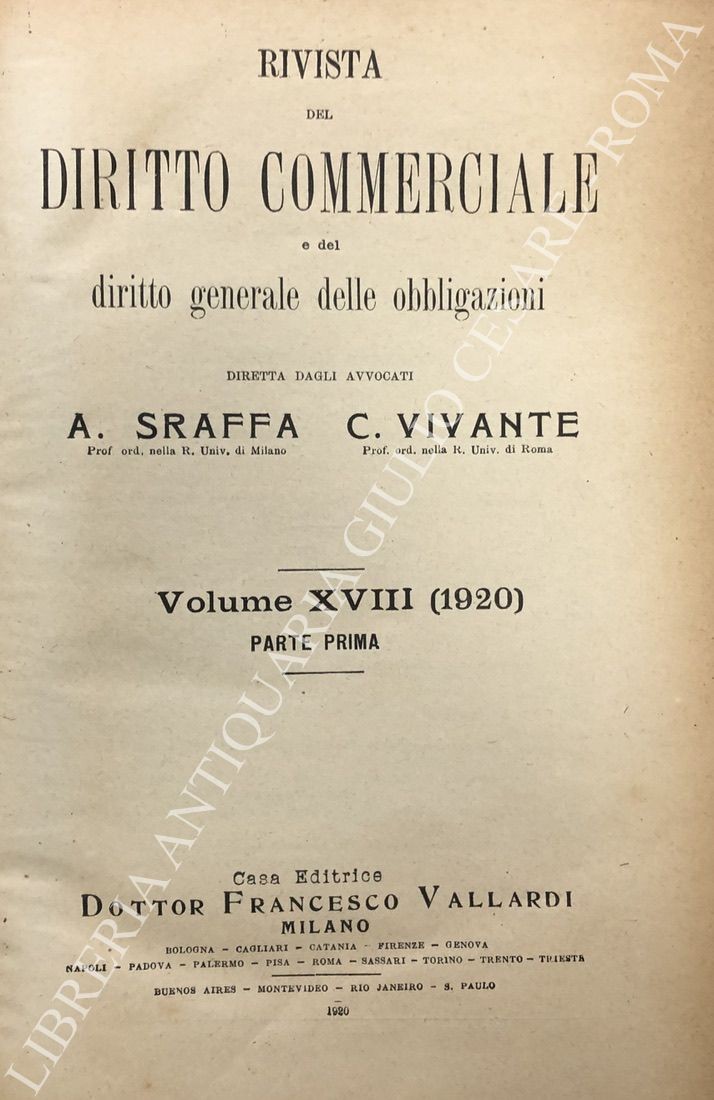 RIVISTA
DEL
DIRITTO COMMERCIALE
e del
diritto generale delle obbligazioni
DIRETTA DAGLI AVVOCATI
A. SRAFFA C. VIVANTE
Prof ord. nella R. Univ. di Milano Prof. ord. nella R. Univ. di Roma
Volume XVIII (1920)
PARTE PRIMA
Casa Editrice
DOTTOR FRANCESCO VALLARDI
MILANO
BOLOGNA – CAGLIARI – CATANIA – FIRENZE – GENOVA
NAPOLI – PADOVA – PALERMO – PISA – ROMA – SASSARI – TORINO – TRENTO – TRIESTE
BUENOS AIRES – MONTEVIDEO – RIO JANEIRO – S. PAULO
1920
LIBRERIA ANTIQUARIA GIULIO CESARE ROMA